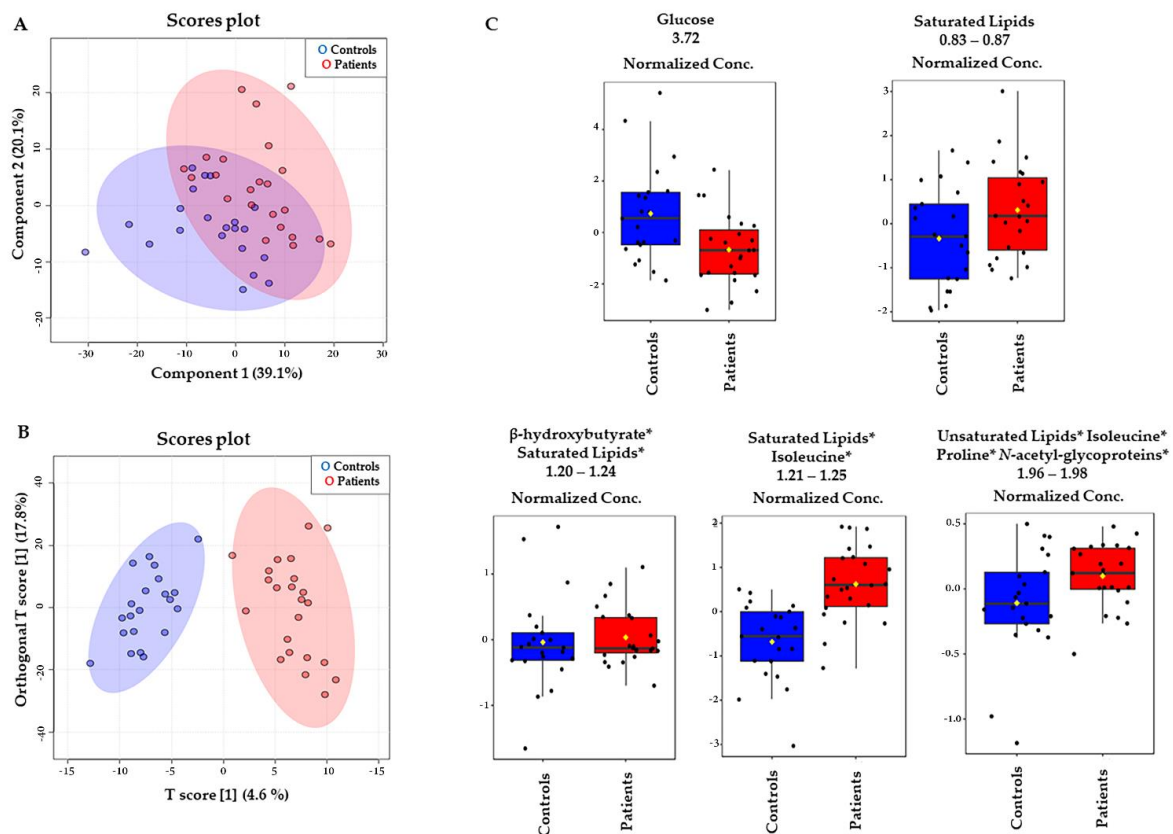 A
Scores plot
Controls
Patients
Component 2 (20.1%)
20
10
0
-10
-20
-30
-20
-10
0
10
20
30
Component 1 (39.1%)
B
Scores plot
Controls
Patients
Orthogonal T score [1] (17.8%)
40
20
0
-20
-40
-15
-10
-5
0
5
10
-15
T score [1] (4.6 %)
C
Glucose
3.72
Normalized Conc.
4
2
0
-2
Controls
Patients
Saturated Lipids
0.83 – 0.87
Normalized Conc.
3
2
1
0
-1
-2
Controls
Patients
β-hydroxybutyrate*
Saturated Lipids*
1.20 – 1.24
Normalized Conc.
1
0
-1
Controls
Patients
Saturated Lipids*
Isoleucine*
1.21 – 1.25
Normalized Conc.
2
1
0
-1
-2
-3
Controls
Patients
Unsaturated Lipids* Isoleucine*
Proline* N-acetyl-glycoproteins*
1.96 – 1.98
Normalized Conc.
0.5
0.0
-0.5
-1.0
Controls
Patients